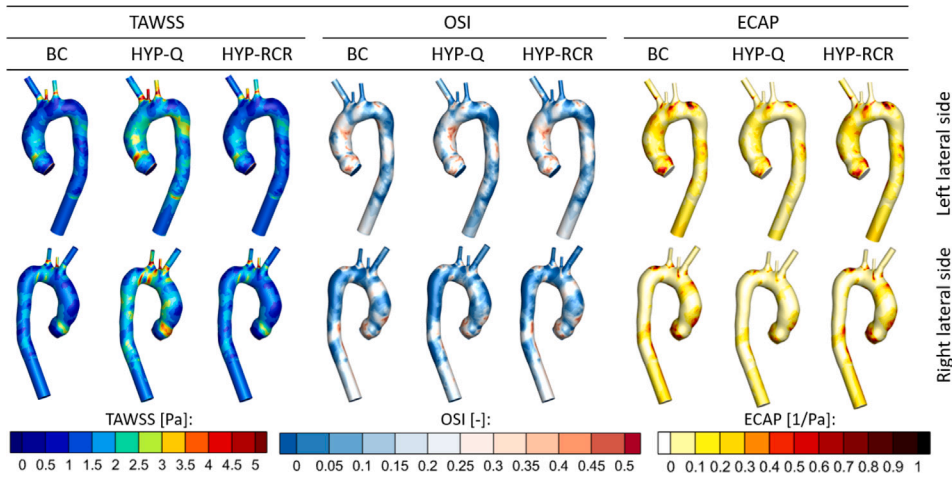 TAWSS OSI ECAP
BC HYP-Q HYP-RCR BC HYP-Q HYP-RCR BC HYP-Q HYP-RCR
Left lateral side
Right lateral side
TAWSS [Pa]: OSI [-]: ECAP [1/Pa]:
0 0.5 1 1.5 2 2.5 3 3.5 4 4.5 5 0 0.05 0.1 0.15 0.2 0.25 0.3 0.35 0.4 0.45 0.5 0 0.1 0.2 0.3 0.4 0.5 0.6 0.7 0.8 0.9 1